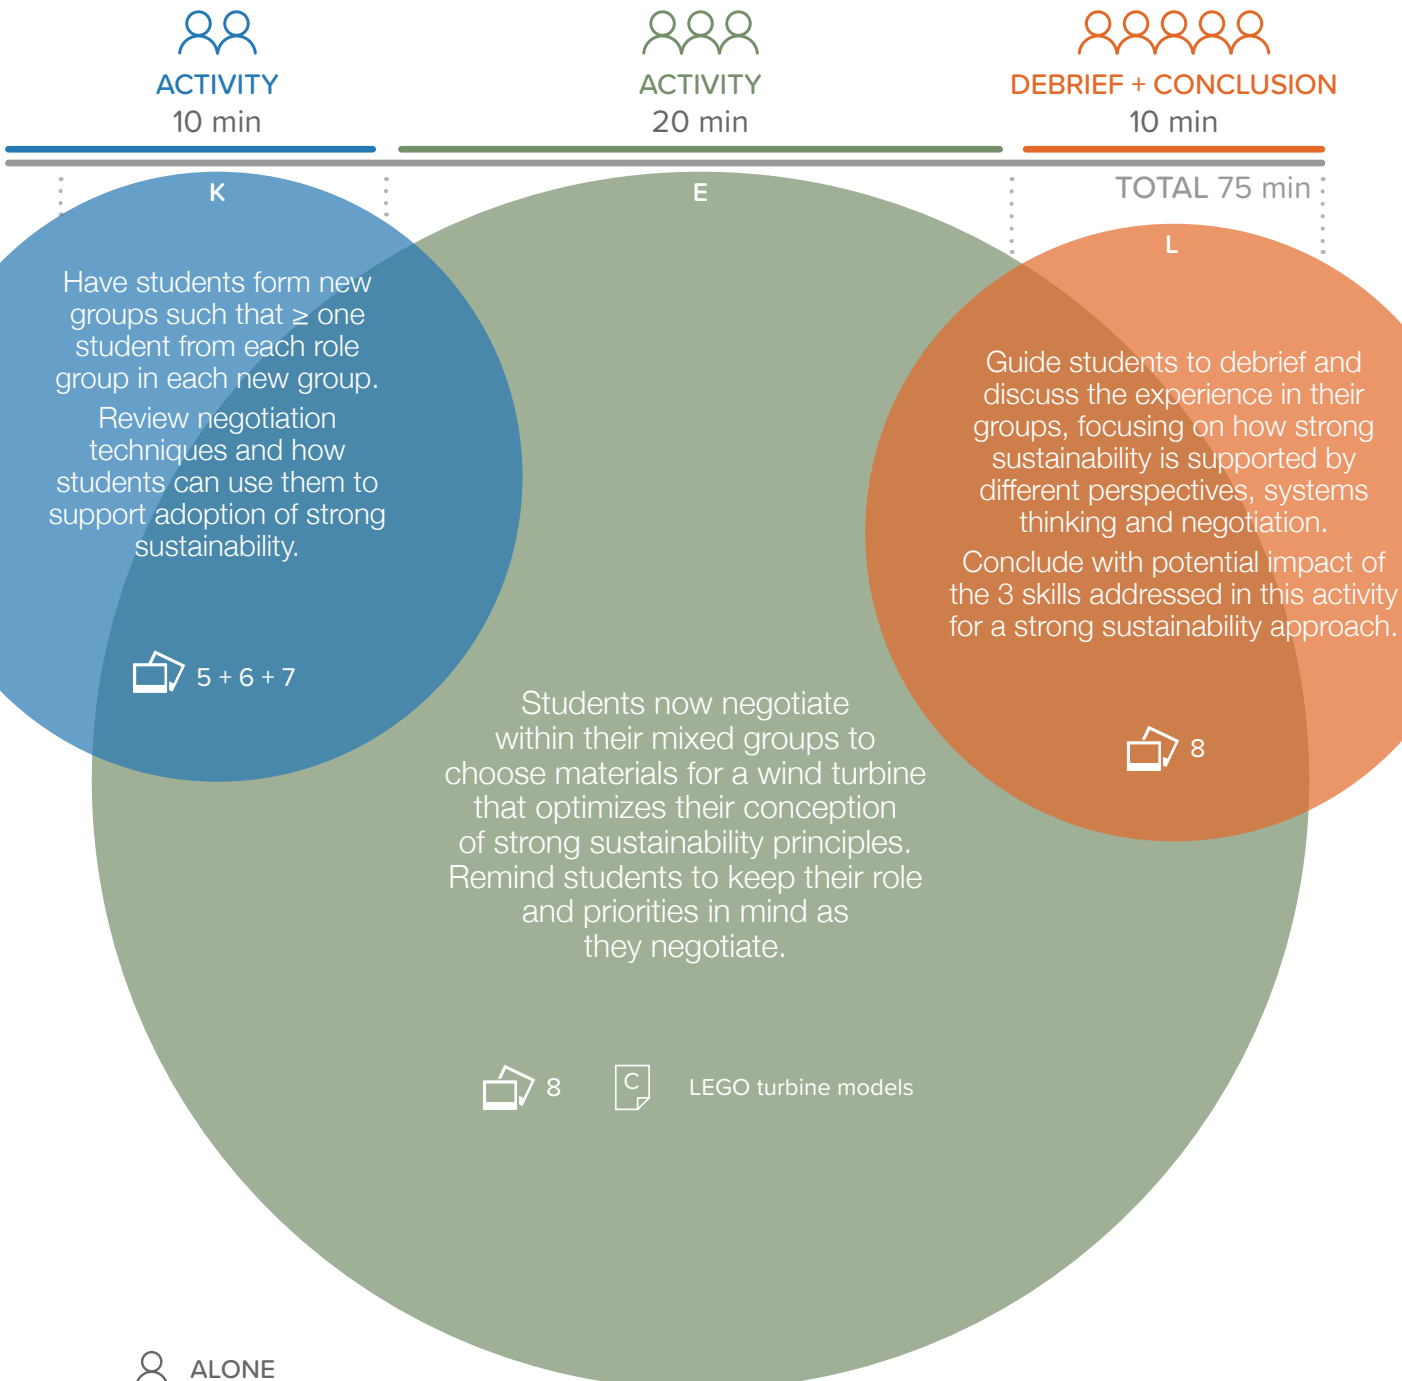 ACTIVITY
10 min
ACTIVITY
20 min
DEBRIEF + CONCLUSION
10 min
TOTAL 75 min
K
Have students form new
groups such that ≥ one
student from each role
group in each new group.
Review negotiation
techniques and how
students can use them to
support adoption of strong
sustainability.
5 + 6 + 7
E
Students now negotiate
within their mixed groups to
choose materials for a wind turbine
that optimizes their conception
of strong sustainability principles.
Remind students to keep their role
and priorities in mind as
they negotiate.
8
C
LEGO turbine models
L
Guide students to debrief and
discuss the experience in their
groups, focusing on how strong
sustainability is supported by
different perspectives, systems
thinking and negotiation.
Conclude with potential impact of
the 3 skills addressed in this activity
for a strong sustainability approach.
8
ALONE